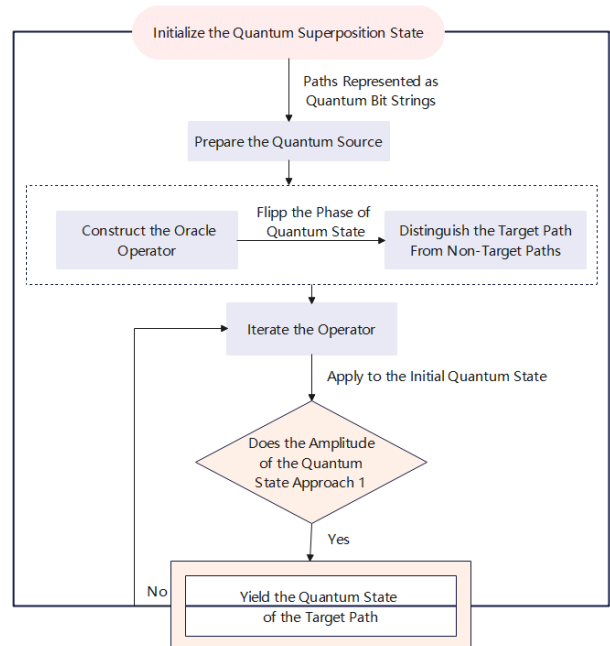 Initialize the Quantum Superposition State
Paths Represented as
Quantum Bit Strings
Prepare the Quantum Source
Construct the Oracle
Operator
Flipp the Phase of
Quantum State
Distinguish the Target Path
From Non-Target Paths
Iterate the Operator
Apply to the Initial Quantum State
Does the Amplitude
of the Quantum
State Approach 1
Yes
No
Yield the Quantum State
of the Target Path